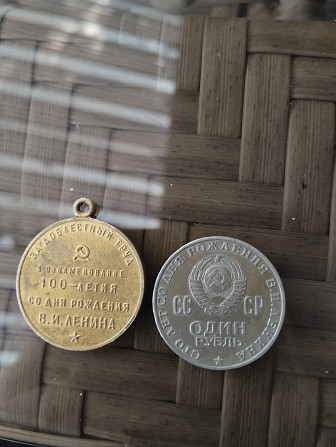 ЗА ДОБЛЕСТНЫЙ ТРУД
В ОЗНАМЕНОВАНИЕ
100-ЛЕТИЯ
СО ДНЯ РОЖДЕНИЯ
В.И.ЛЕНИНА
СТО ЛЕТ СО ДНЯ РОЖДЕНИЯ В.И.ЛЕНИНА
СС СР
ОДИН
РУБЛЬ